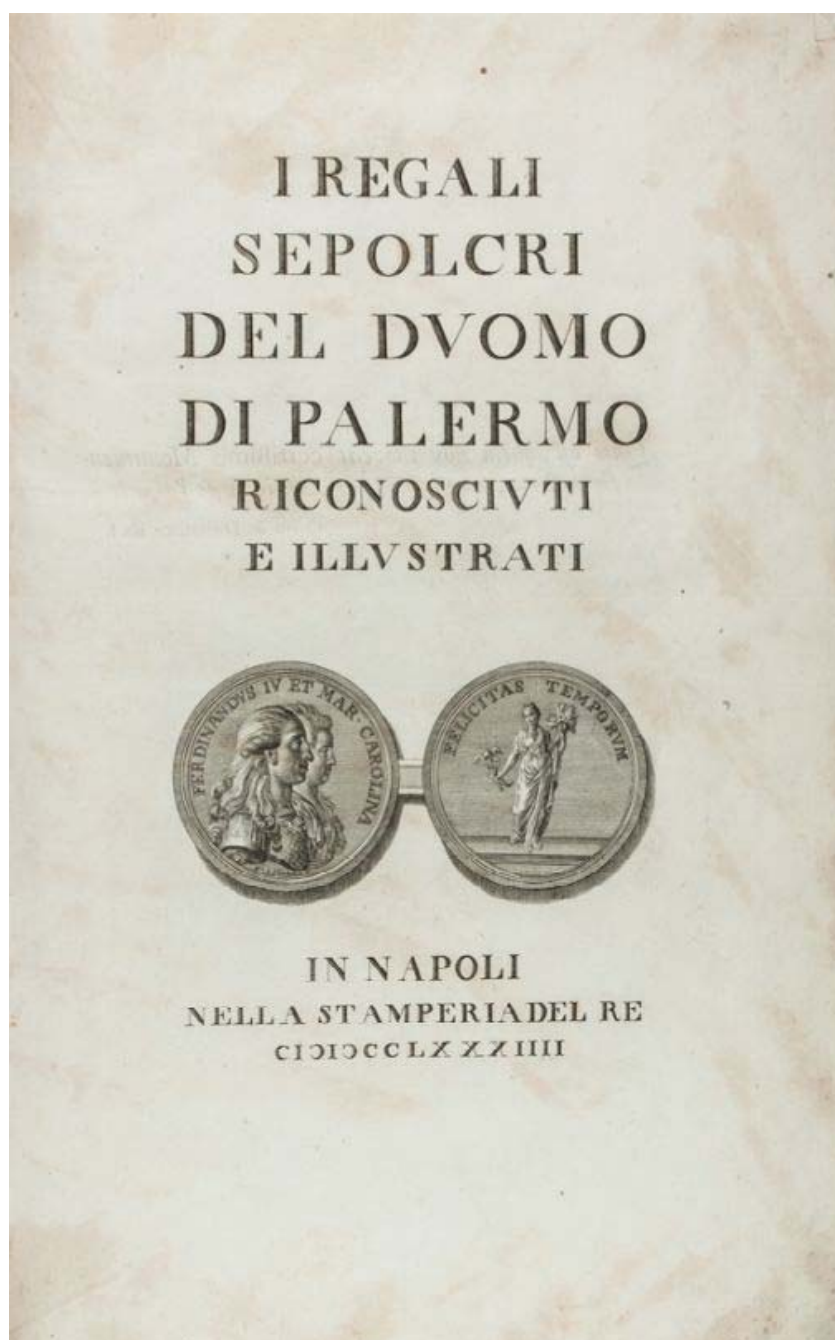 I REGALI
SEPOLCRI
DEL DVOMO
DI PALERMO
RICONOSCIVTI
E ILLVSTRATI
FERDINANDVS IV ET MAR · CAROLINA
FELICITAS TEMPORVM
IN NAPOLI
NELLA STAMPERIA DEL RE
CIƆIƆCCLXXXIIII